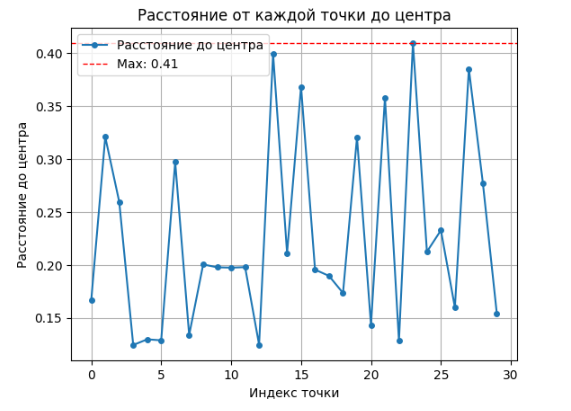 Расстояние от каждой точки до центра
Расстояние до центра
Max: 0.41
Расстояние до центра
0.40
0.35
0.30
0.25
0.20
0.15
0 5 10 15 20 25 30
Индекс точки